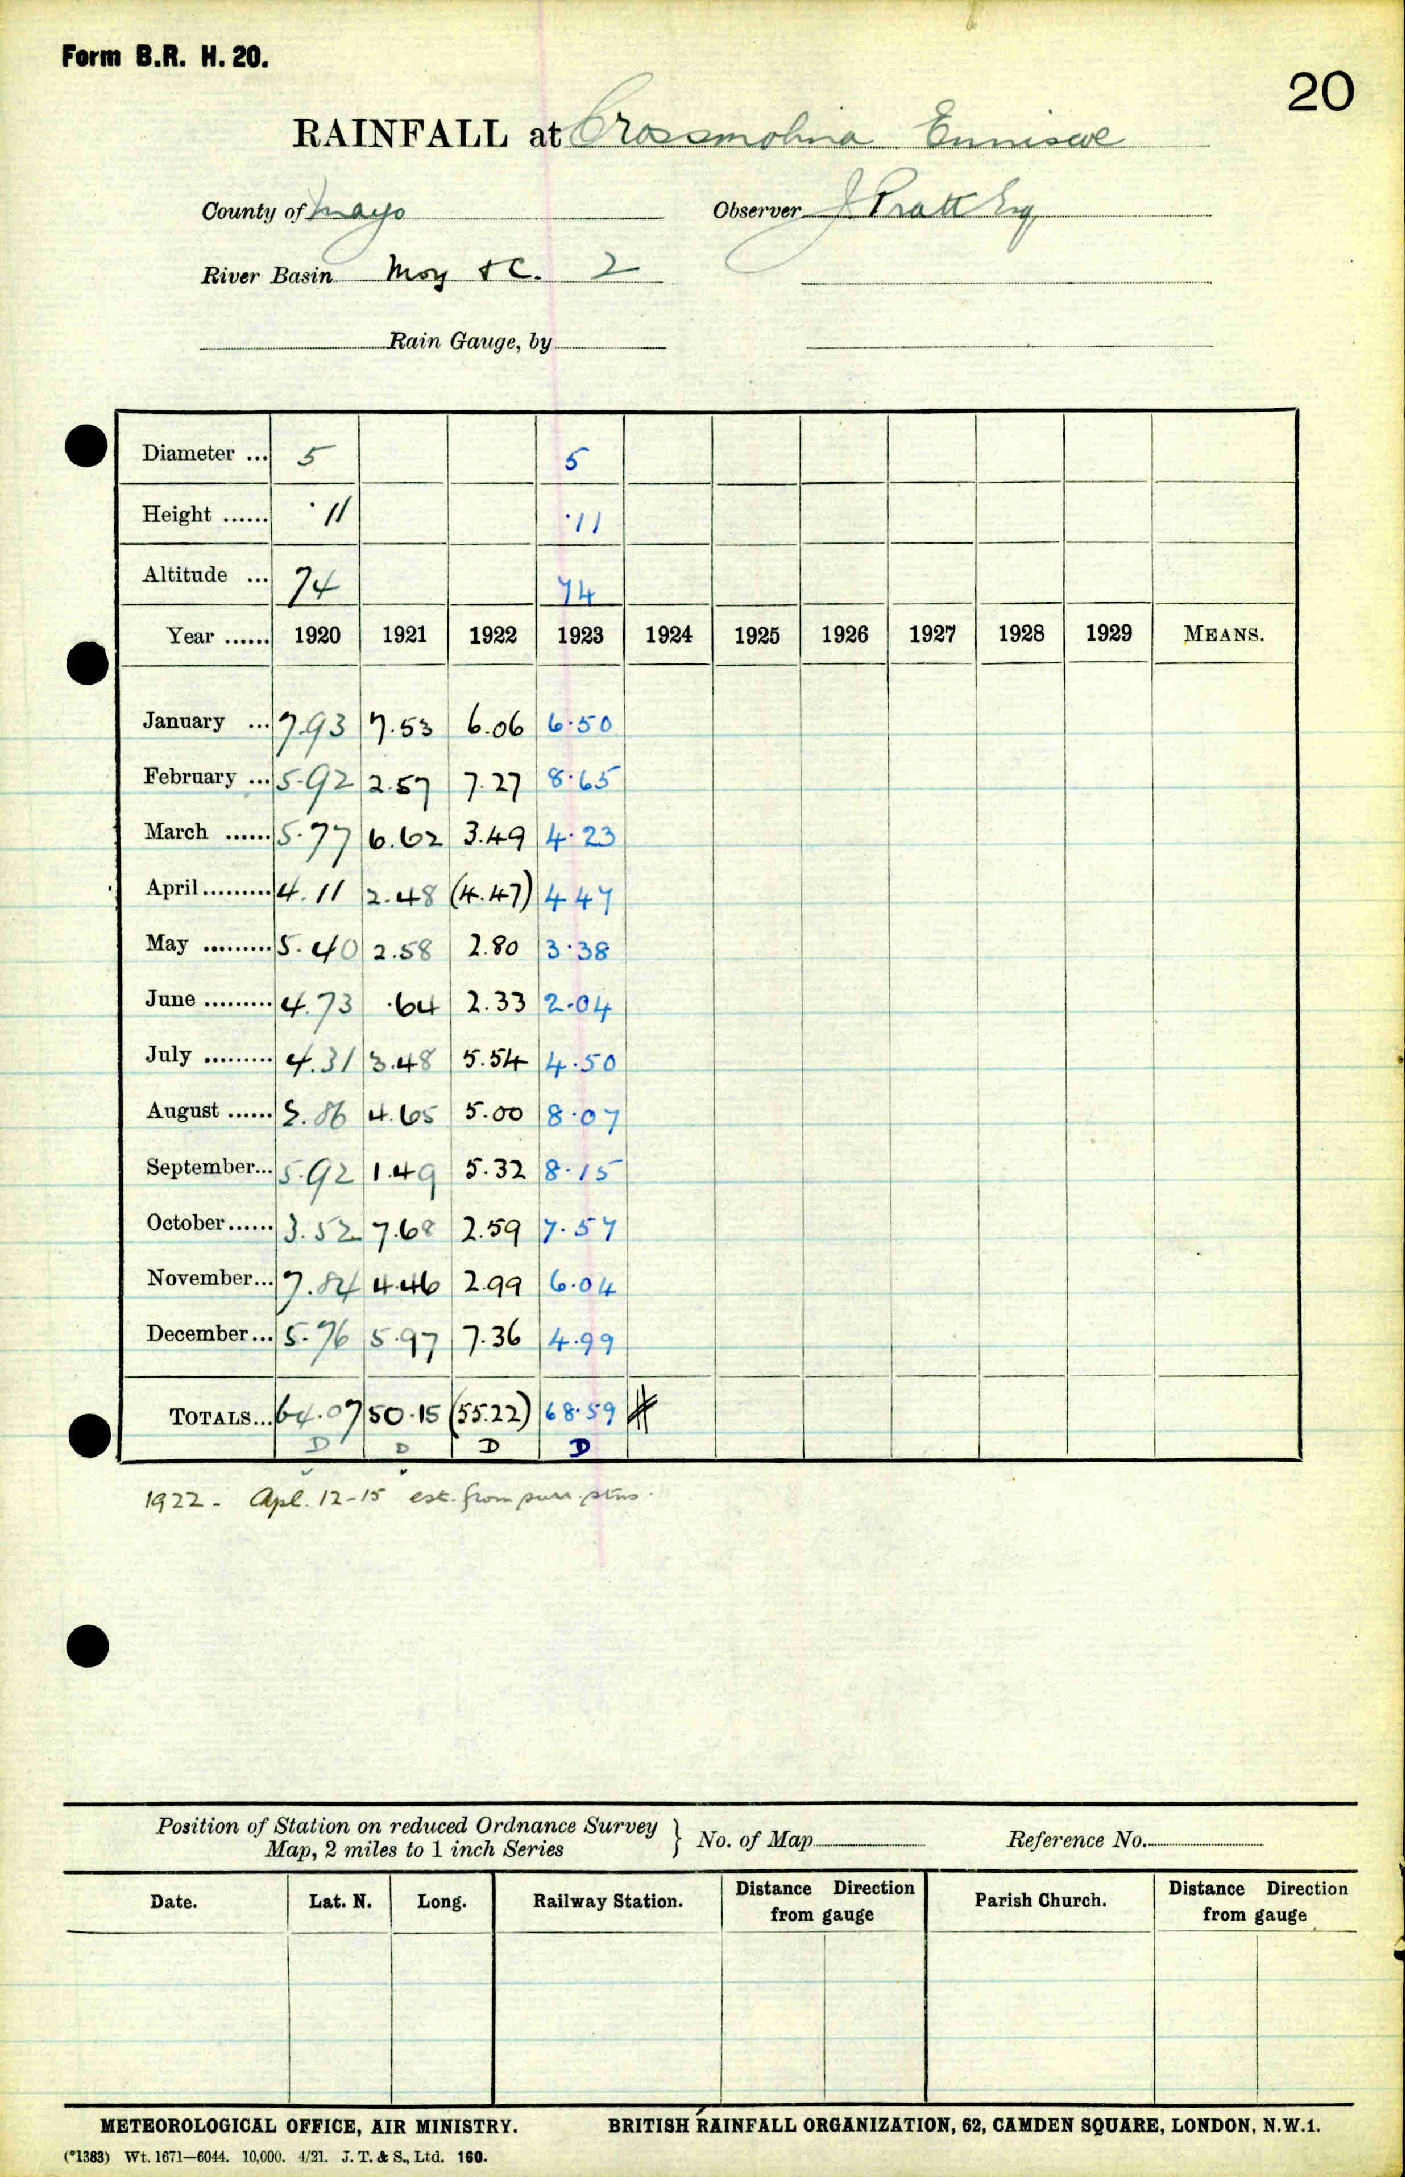 Form B.R. H. 20.
20
RAINFALL at Crossmolina Enniscoe
County of Mayo Observer J Pratt Esq
River Basin Moy &C. 2
Rain Gauge, by
Diameter ... 5 5
Height ...... ·11 ·11
Altitude ... 74 74
Year ...... 1920 1921 1922 1923 1924 1925 1926 1927 1928 1929 MEANS.
January ... 7.93 7.53 6.06 6.50
February ... 5.92 2.57 7.27 8.65
March ...... 5.77 6.62 3.49 4.23
April ......... 4.11 2.48 (4.47) 4 47
May ......... 5.40 2.58 2.80 3.38
June ......... 4.73 .64 2.33 2.04
July ......... 4.31 3.48 5.54 4.50
August ...... 2.86 4.65 5.00 8.07
September... 5.92 1.49 5.32 8.15
October...... 3.52 7.68 2.59 7.57
November... 7.84 4.46 2.99 6.04
December... 5.76 5.97 7.36 4.99
TOTALS... 64.07 50.15 (55.22) 68.59
D D D D
1922 - Apl. 12-15 est. from surr. stns.
Position of Station on reduced Ordnance Survey
Map, 2 miles to 1 inch Series } No. of Map Reference No.
Date. Lat. N. Long. Railway Station. Distance Direction from gauge Parish Church. Distance Direction from gauge
METEOROLOGICAL OFFICE, AIR MINISTRY. BRITISH RAINFALL ORGANIZATION, 62, CAMDEN SQUARE, LONDON, N.W.1.
(*1383) Wt. 1671—6044. 10,000. 4/21. J. T. & S., Ltd. 160.